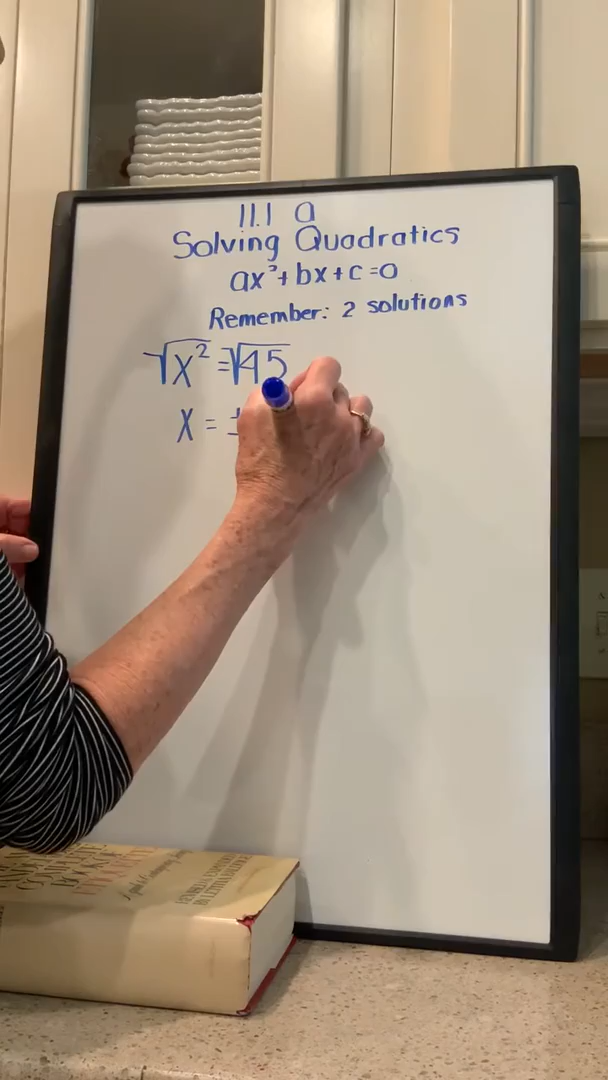 11.1 a
Solving Quadratics
ax²+bx+c=0
Remember: 2 solutions
√x² = √45
x = ±